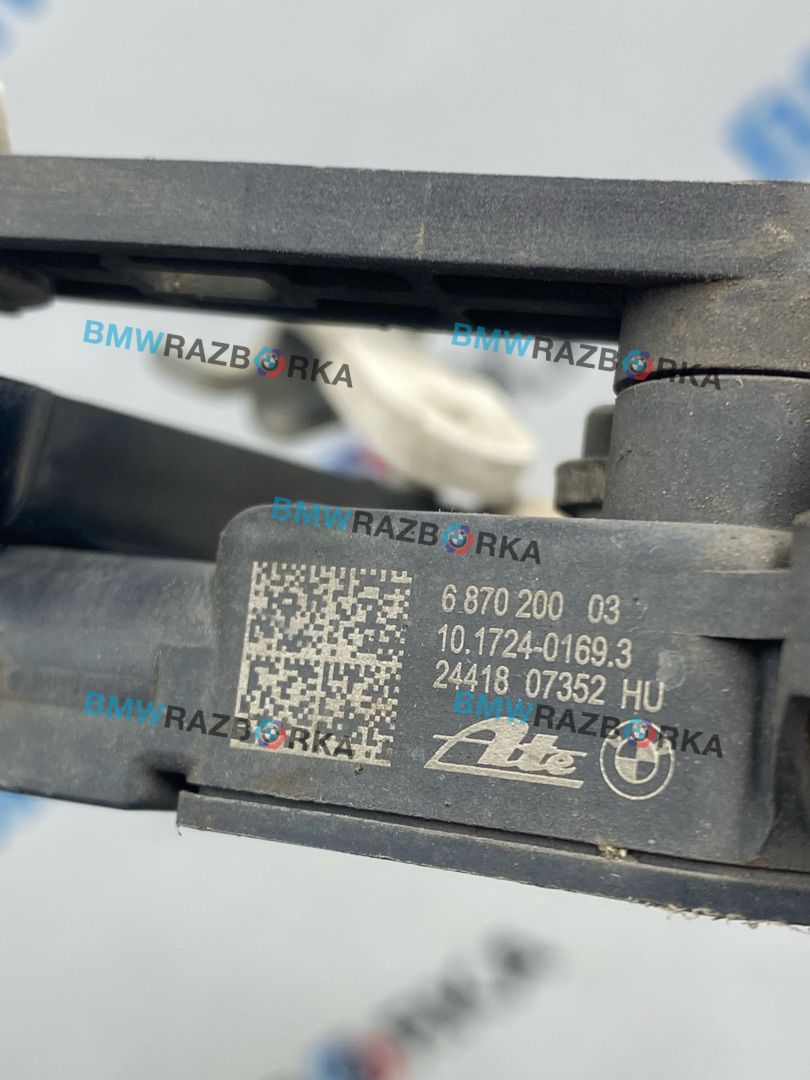 BMWRAZBORKA
BMWRAZBORKA
BMWRAZBORKA
6 870 200 03
10.1724-0169.3
24418 07352 HU
BMWRAZBORKA
BMWRAZBORKA
Ate